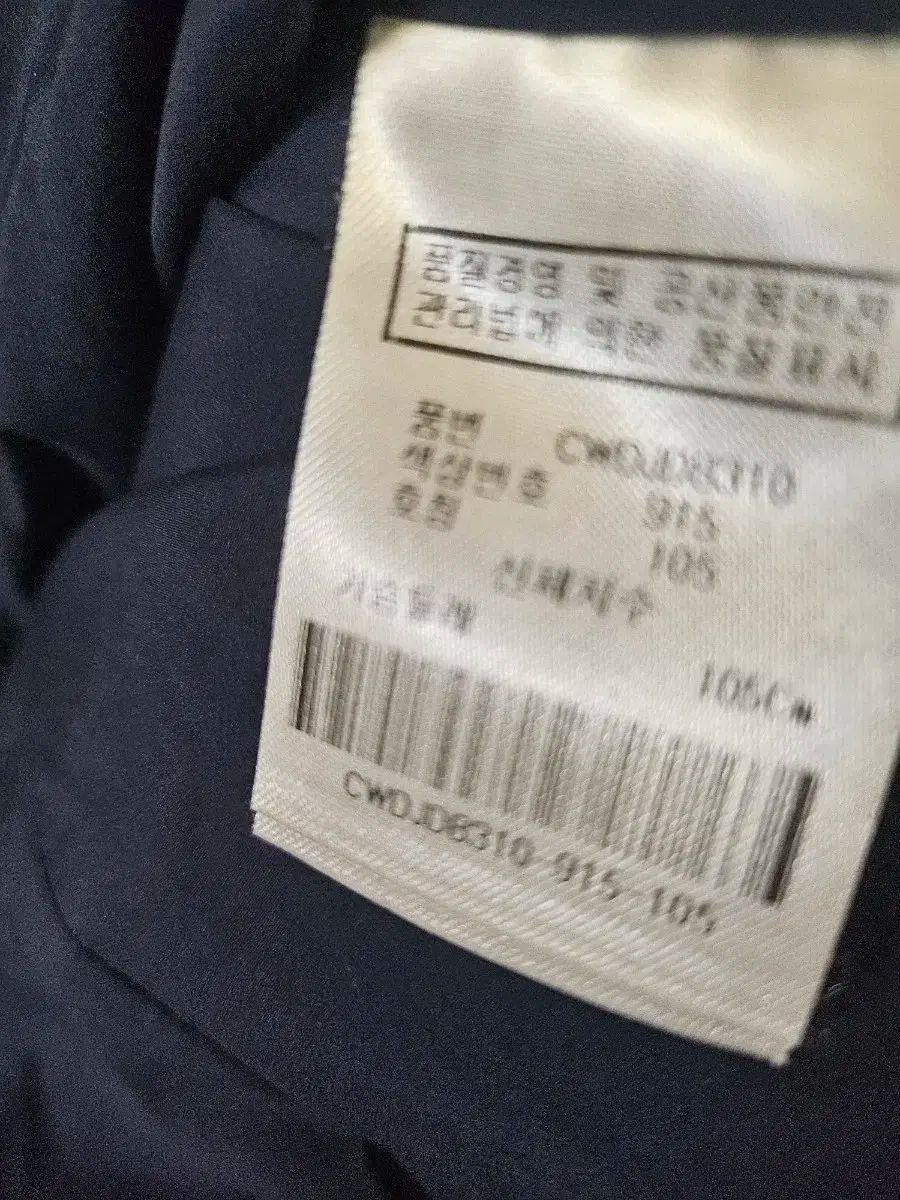 품질경영 및 공산품안전
관리법에 의한 품질표시
품번 CWDJD8310
색상번호 915
호칭 105
신체치수
가슴둘레 105Cm
CWDJD8310-915-105